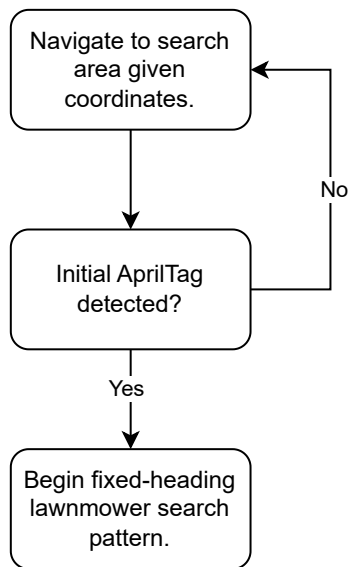 Navigate to search
area given
coordinates.
No
Initial AprilTag
detected?
Yes
Begin fixed-heading
lawnmower search
pattern.